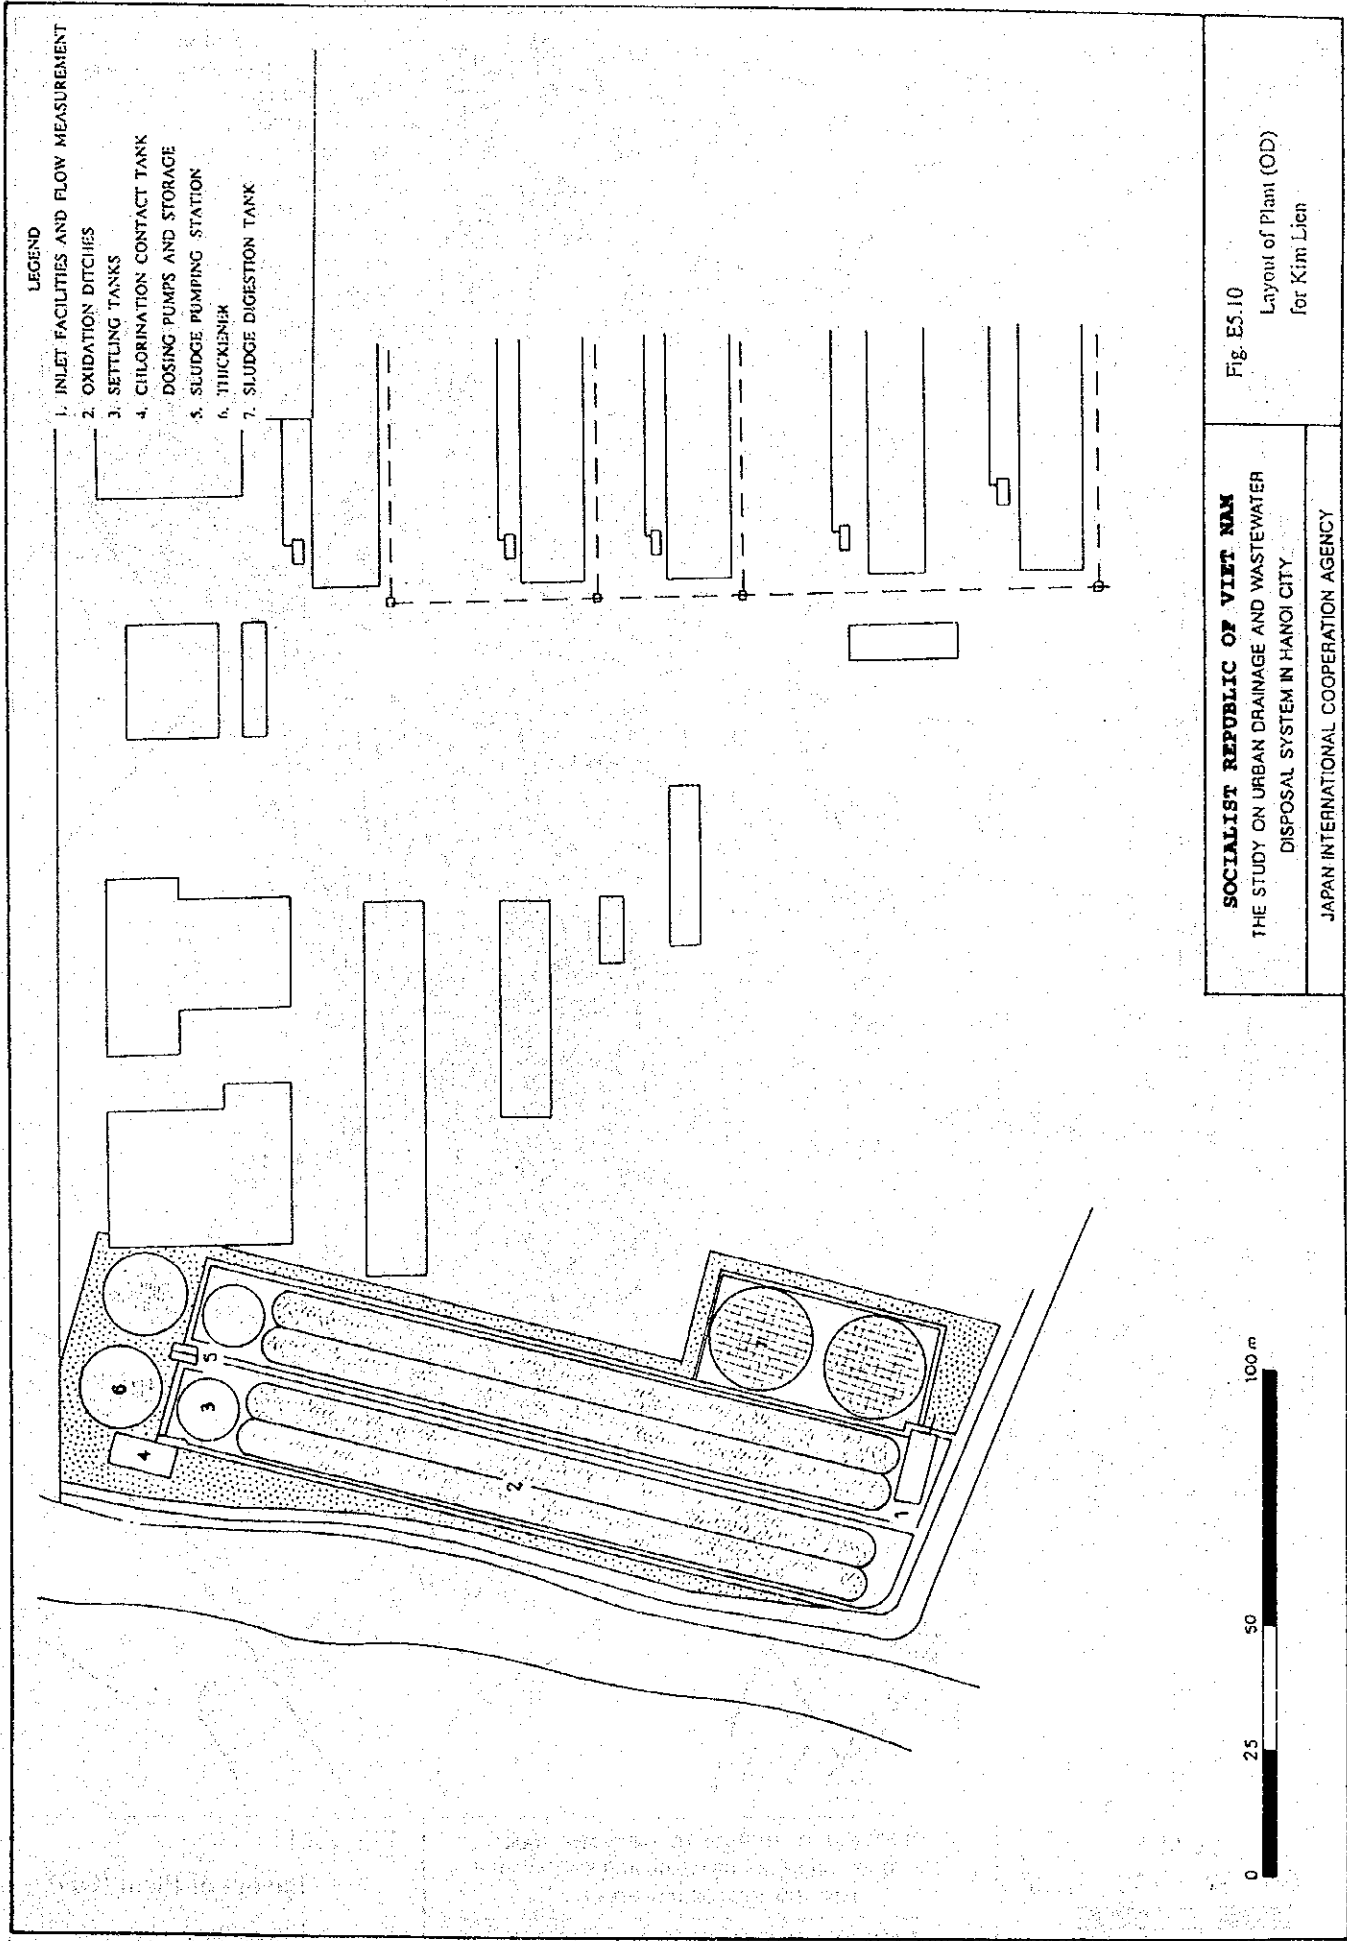 LEGEND
1. INLET FACILITIES AND FLOW MEASUREMENT
2. OXIDATION DITCHES
3. SETTLING TANKS
4. CHLORINATION CONTACT TANK
DOSING PUMPS AND STORAGE
5. SLUDGE PUMPING STATION
6. THICKENER
7. SLUDGE DIGESTION TANK
6
5
3
4
2
7
1
0 25 50 100 m
SOCIALIST REPUBLIC OF VIET NAM
THE STUDY ON URBAN DRAINAGE AND WASTEWATER
DISPOSAL SYSTEM IN HANOI CITY
JAPAN INTERNATIONAL COOPERATION AGENCY
Fig. E5.10
Layout of Plant (OD)
for Kim Lien